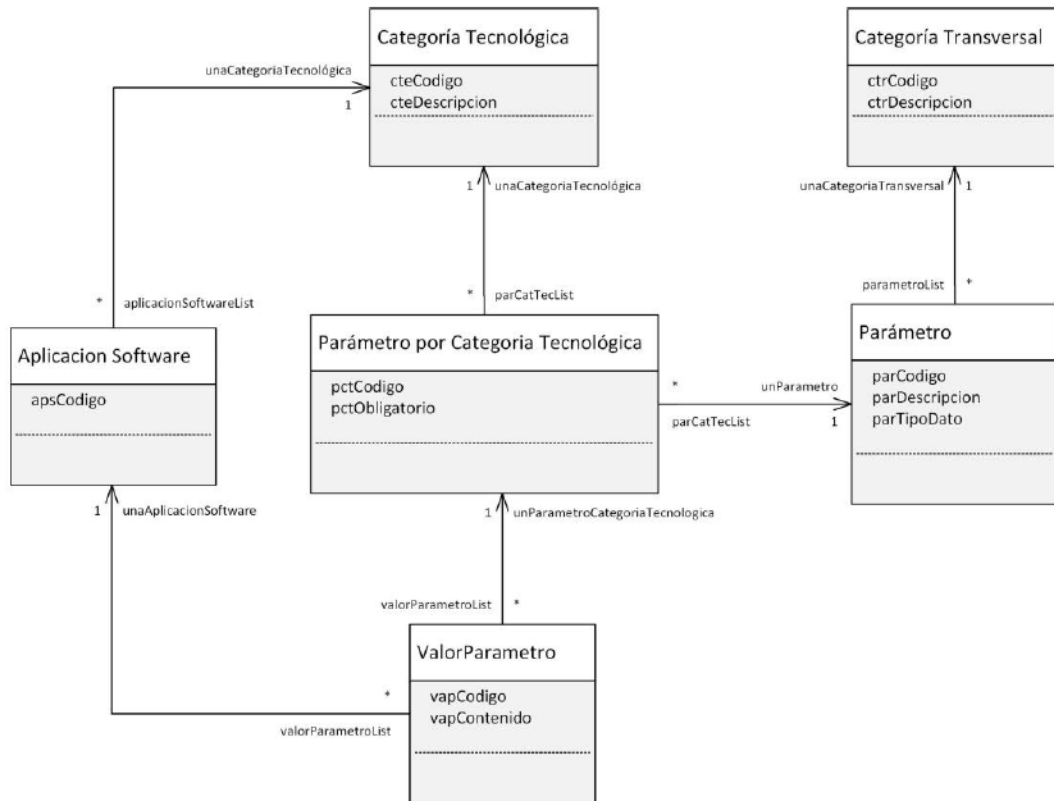 Categoría Tecnológica
Categoría Transversal
unaCategoriaTecnológica
1
cteCodigo
cteDescripcion
ctrCodigo
ctrDescripcion
1 unaCategoriaTecnológica
unaCategoriaTransversal 1
* aplicacionSoftwareList
* parCatTecList
parametroList *
Aplicacion Software
Parámetro por Categoria Tecnológica
Parámetro
apsCodigo
pctCodigo
pctObligatorio
* unParametro
parCatTecList 1
parCodigo
parDescripcion
parTipoDato
1 unaAplicacionSoftware
1 unParametroCategoriaTecnologica
valorParametroList *
ValorParametro
vapCodigo
vapContenido
*
valorParametroList